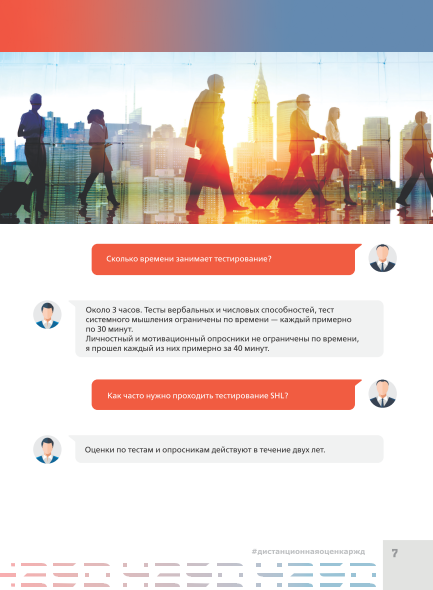 Сколько времени занимает тестирование?
Около 3 часов. Тесты вербальных и числовых способностей, тест
системного мышления ограничены по времени — каждый примерно
по 30 минут.
Личностный и мотивационный опросники не ограничены по времени,
я прошел каждый из них примерно за 40 минут.
Как часто нужно проходить тестирование SHL?
Оценки по тестам и опросникам действуют в течение двух лет.
#дистанционнаяоценкаржд
7